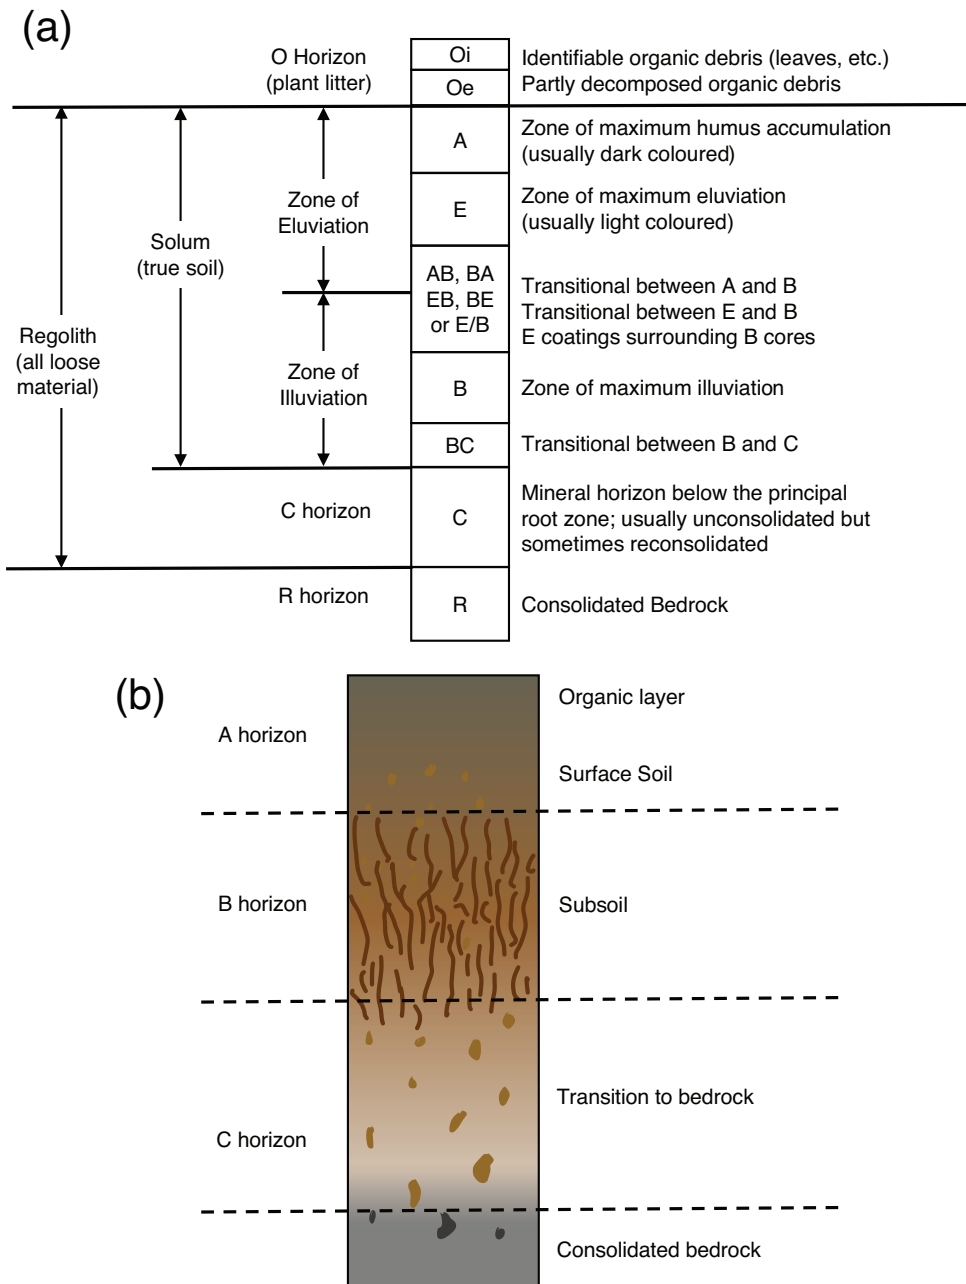 (a)
O Horizon
(plant litter)
Oi
Identifiable organic debris (leaves, etc.)
Oe
Partly decomposed organic debris
A
Zone of maximum humus accumulation
(usually dark coloured)
Zone of
Eluviation
E
Zone of maximum eluviation
(usually light coloured)
Solum
(true soil)
AB, BA
EB, BE
or E/B
Transitional between A and B
Transitional between E and B
E coatings surrounding B cores
Regolith
(all loose
material)
Zone of
Illuviation
B
Zone of maximum illuviation
BC
Transitional between B and C
C horizon
C
Mineral horizon below the principal
root zone; usually unconsolidated but
sometimes reconsolidated
R horizon
R
Consolidated Bedrock
(b)
Organic layer
A horizon
Surface Soil
B horizon
Subsoil
Transition to bedrock
C horizon
Consolidated bedrock